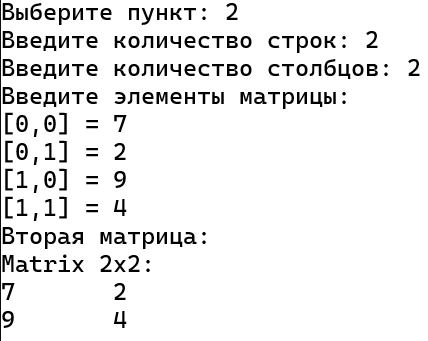 Выберите пункт: 2
Введите количество строк: 2
Введите количество столбцов: 2
Введите элементы матрицы:
[0,0] = 7
[0,1] = 2
[1,0] = 9
[1,1] = 4
Вторая матрица:
Matrix 2x2:
7 2
9 4